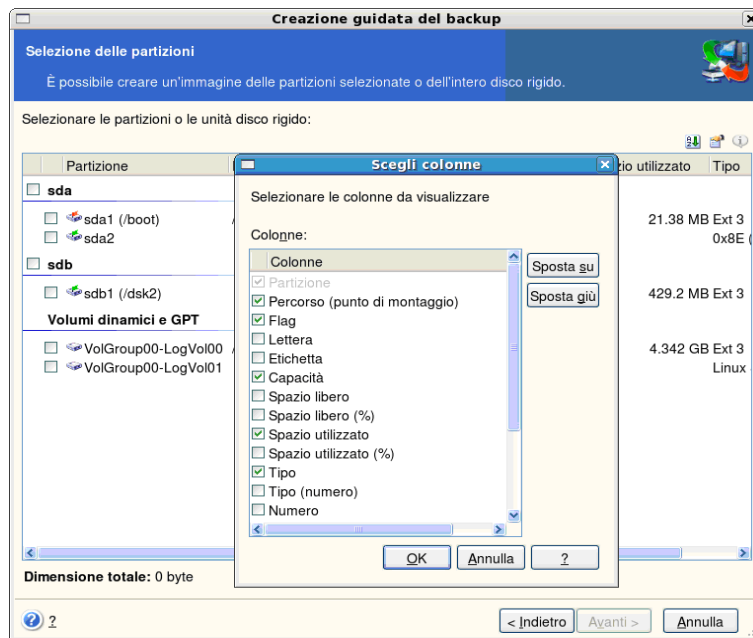 Creazione guidata del backup
Selezione delle partizioni
È possibile creare un'immagine delle partizioni selezionate o dell'intero disco rigido.
Selezionare le partizioni o le unità disco rigido:
Partizione
zio utilizzato Tipo
sda
sda1 (/boot) 21.38 MB Ext 3
sda2 0x8E (
sdb
sdb1 (/dsk2) 429.2 MB Ext 3
Volumi dinamici e GPT
VolGroup00-LogVol00 4.342 GB Ext 3
VolGroup00-LogVol01 Linux
Scegli colonne
Selezionare le colonne da visualizzare
Colonne:
Colonne
Partizione
Percorso (punto di montaggio)
Flag
Lettera
Etichetta
Capacità
Spazio libero
Spazio libero (%)
Spazio utilizzato
Spazio utilizzato (%)
Tipo
Tipo (numero)
Numero
Sposta su
Sposta giù
OK Annulla ?
Dimensione totale: 0 byte
? < Indietro Avanti > Annulla